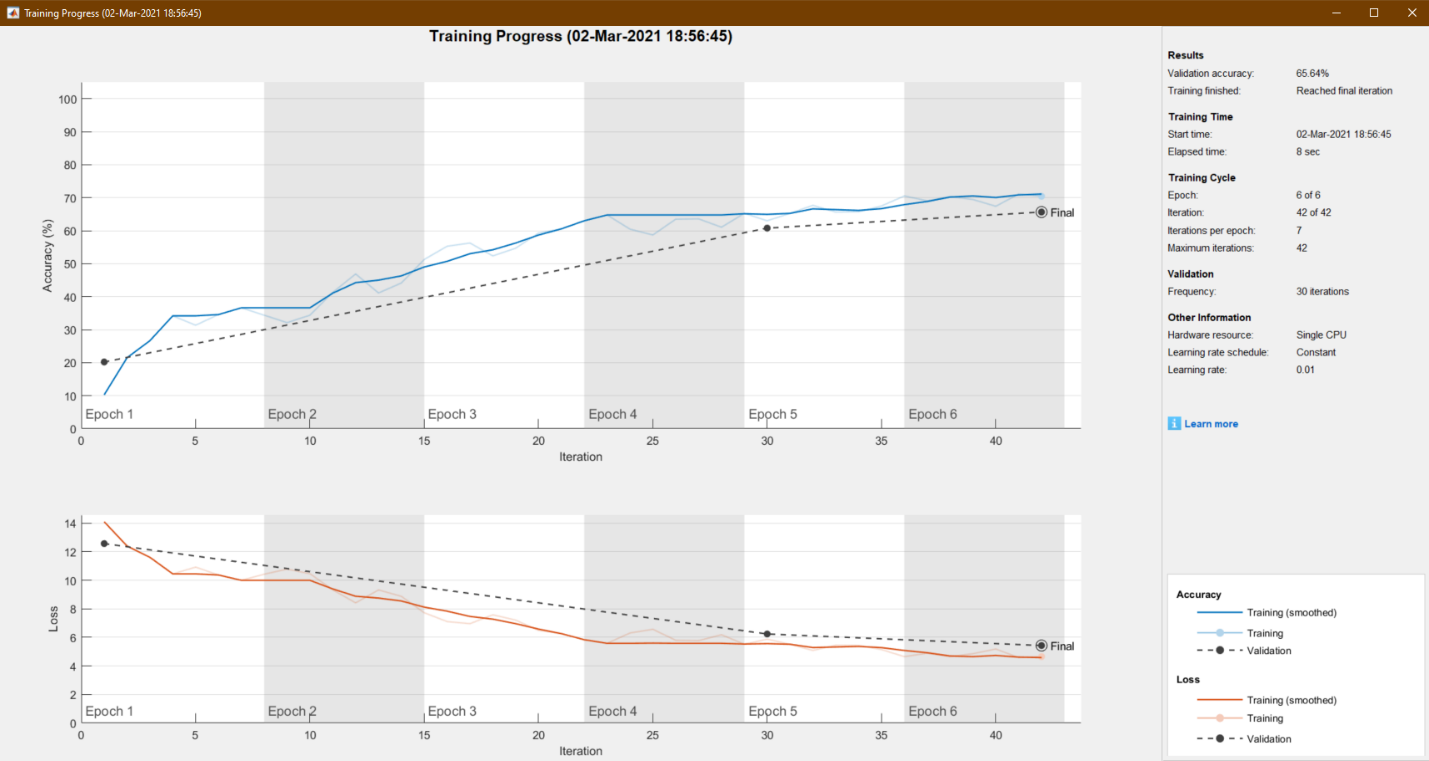 Training Progress (02-Mar-2021 18:56:45)
Training Progress (02-Mar-2021 18:56:45)
100
90
80
70
60
50
40
30
20
10
0
Accuracy (%)
Final
Epoch 1 Epoch 2 Epoch 3 Epoch 4 Epoch 5 Epoch 6
0 5 10 15 20 25 30 35 40
Iteration
14
12
10
8
6
4
2
0
Loss
Final
Epoch 1 Epoch 2 Epoch 3 Epoch 4 Epoch 5 Epoch 6
0 5 10 15 20 25 30 35 40
Iteration
Results
Validation accuracy: 65.64%
Training finished: Reached final iteration
Training Time
Start time: 02-Mar-2021 18:56:45
Elapsed time: 8 sec
Training Cycle
Epoch: 6 of 6
Iteration: 42 of 42
Iterations per epoch: 7
Maximum iterations: 42
Validation
Frequency: 30 iterations
Other Information
Hardware resource: Single CPU
Learning rate schedule: Constant
Learning rate: 0.01
i Learn more
Accuracy
Training (smoothed)
Training
Validation
Loss
Training (smoothed)
Training
Validation